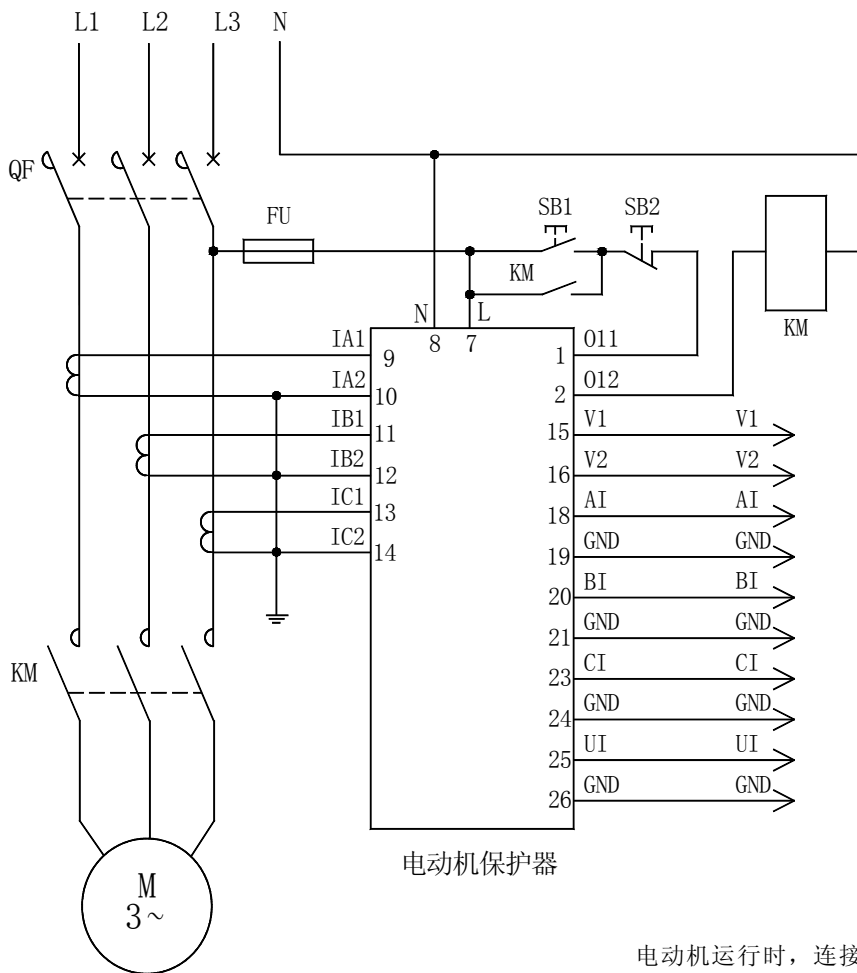 L1 L2 L3 N
QF
FU SB1 SB2
KM
KM
N L
8 7
IA1 9 1 O11
IA2 10 2 O12
IB1 11 15 V1 V1
IB2 12 16 V2 V2
IC1 13 18 AI AI
IC2 14 19 GND GND
20 BI BI
21 GND GND
KM 23 CI CI
24 GND GND
25 UI UI
26 GND GND
电动机保护器
M
3～
电动机运行时，连接